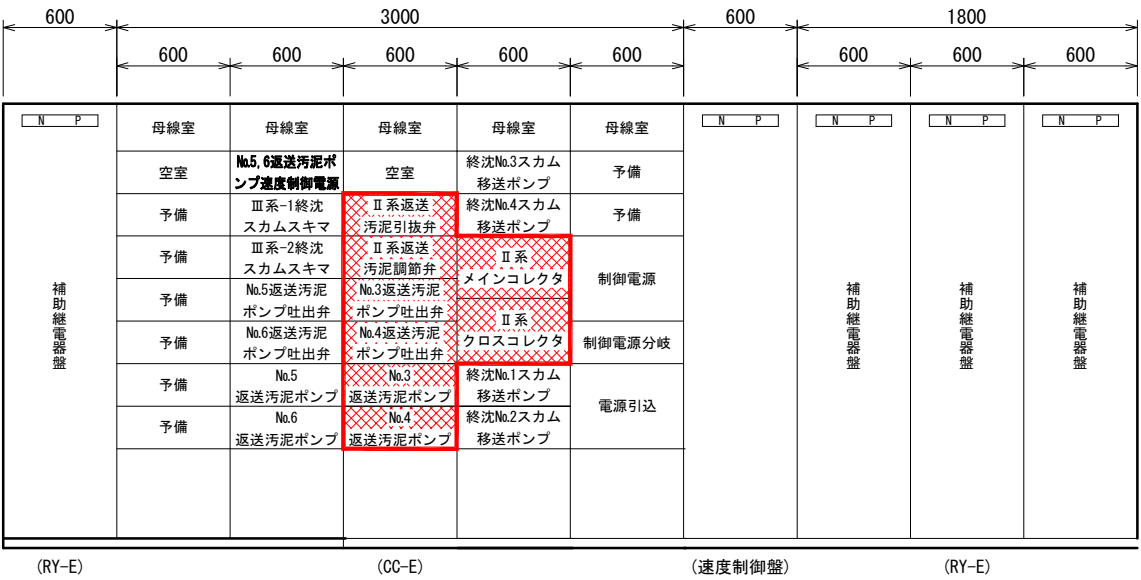 600
3000
600
1800
600
600
600
600
600
600
600
600
N P
母線室
母線室
母線室
母線室
母線室
N P
N P
N P
N P
空室
№5,6返送汚泥ポ
ンプ速度制御電源
空室
終沈№3スカム
移送ポンプ
予備
予備
Ⅲ系-1終沈
スカムスキマ
Ⅱ系返送
汚泥引抜弁
終沈№4スカム
移送ポンプ
予備
予備
Ⅲ系-2終沈
スカムスキマ
Ⅱ系返送
汚泥調節弁
Ⅱ系
メインコレクタ
制御電源
予備
№5返送汚泥
ポンプ吐出弁
№3返送汚泥
ポンプ吐出弁
Ⅱ系
クロスコレクタ
予備
№6返送汚泥
ポンプ吐出弁
№4返送汚泥
ポンプ吐出弁
制御電源分岐
予備
№5
返送汚泥ポンプ
№3
返送汚泥ポンプ
終沈№1スカム
移送ポンプ
電源引込
予備
№6
返送汚泥ポンプ
№4
返送汚泥ポンプ
終沈№2スカム
移送ポンプ
補助継電器盤
補助継電器盤
補助継電器盤
補助継電器盤
(RY-E)
(CC-E)
(速度制御盤)
(RY-E)